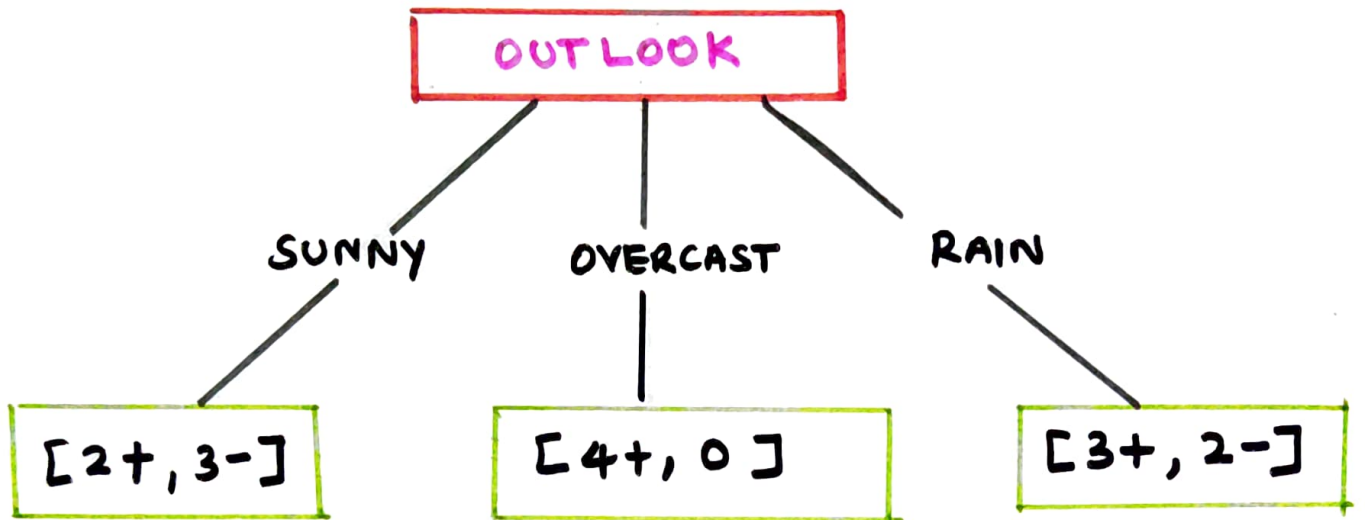 OUTLOOK
SUNNY OVERCAST RAIN
[2+, 3-] [4+, 0] [3+, 2-]